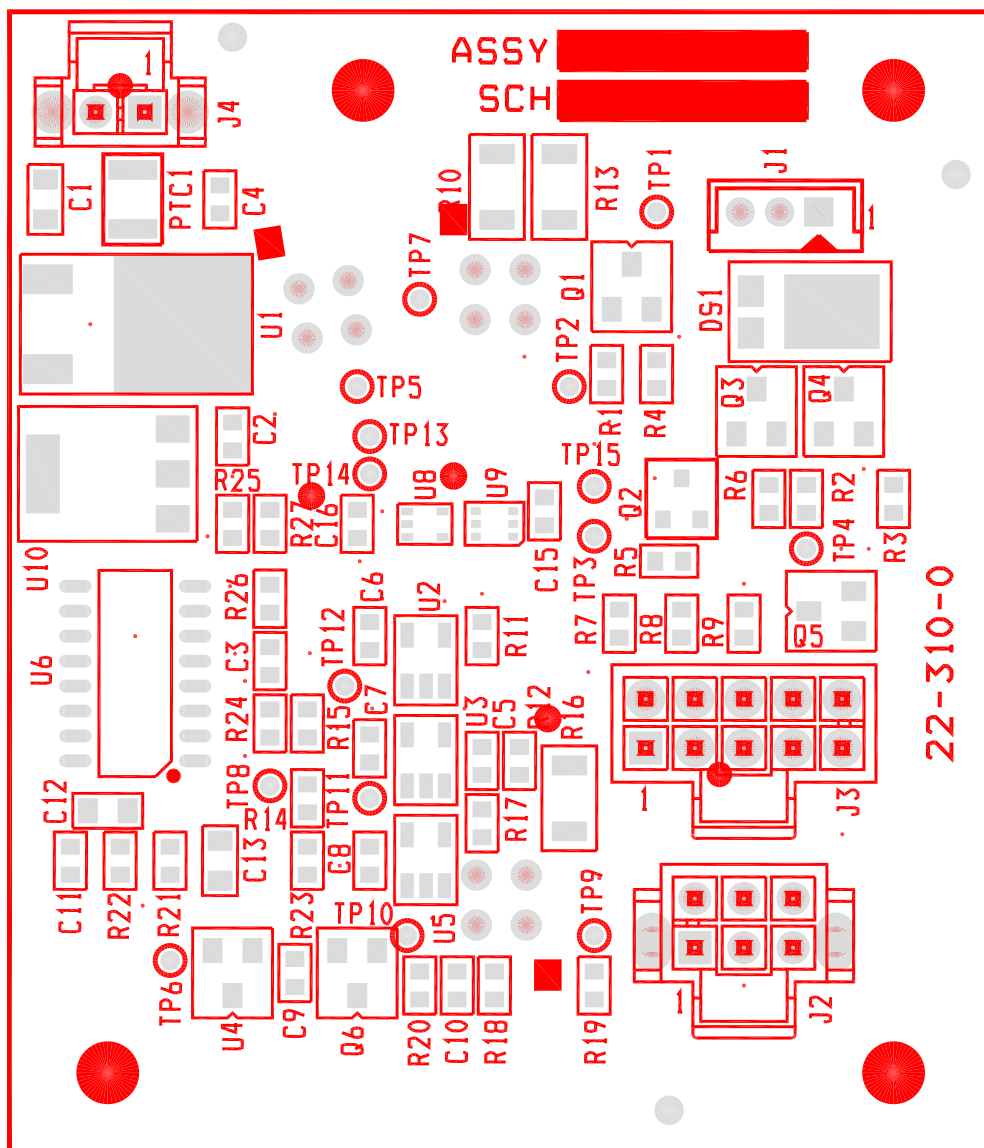 ASSY
SCH
1
J4
C1
PTC1
C4
R10
R13
TP1
J1
1
TP7
Q1
U1
TP2
DS1
TP5
R1
R4
Q3
Q4
C2
TP13
TP14
TP15
R25
U8
U9
Q2
R6
R2
R27
C16
C15
TP3
R5
TP4
R3
U10
R26
C6
U2
R11
R7
R8
R9
Q5
22-310-0
U6
C3
TP12
R24
R15
C7
U3
C5
R12
R16
TP8
R14
TP11
C12
R17
1
J3
C11
R22
R21
C13
R23
C8
TP10
U5
TP9
TP6
U4
C9
Q6
R20
C10
R18
R19
1
J2